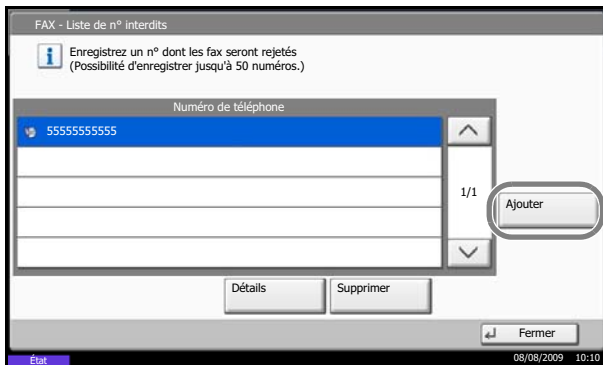 FAX - Liste de n° interdits
Enregistrez un n° dont les fax seront rejetés
(Possibilité d'enregistrer jusqu'à 50 numéros.)
Numéro de téléphone
55555555555
1/1
Ajouter
Détails
Supprimer
Fermer
État
08/08/2009 10:10